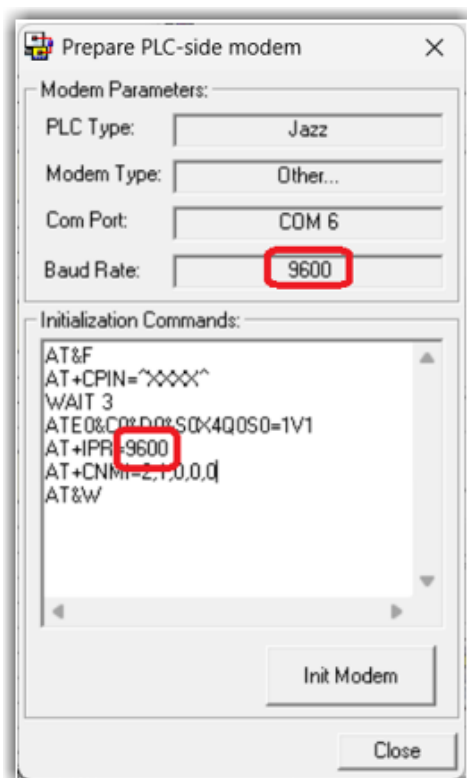 Prepare PLC-side modem
Modem Parameters:
PLC Type: Jazz
Modem Type: Other...
Com Port: COM 6
Baud Rate: 9600
Initialization Commands:
AT&F
AT+CPIN=^XXXX^
WAIT 3
ATE0&C0&D0&S0X4Q0S0=1V1
AT+IPR=9600
AT+CNMI=2,1,0,0,0
AT&W
Init Modem
Close